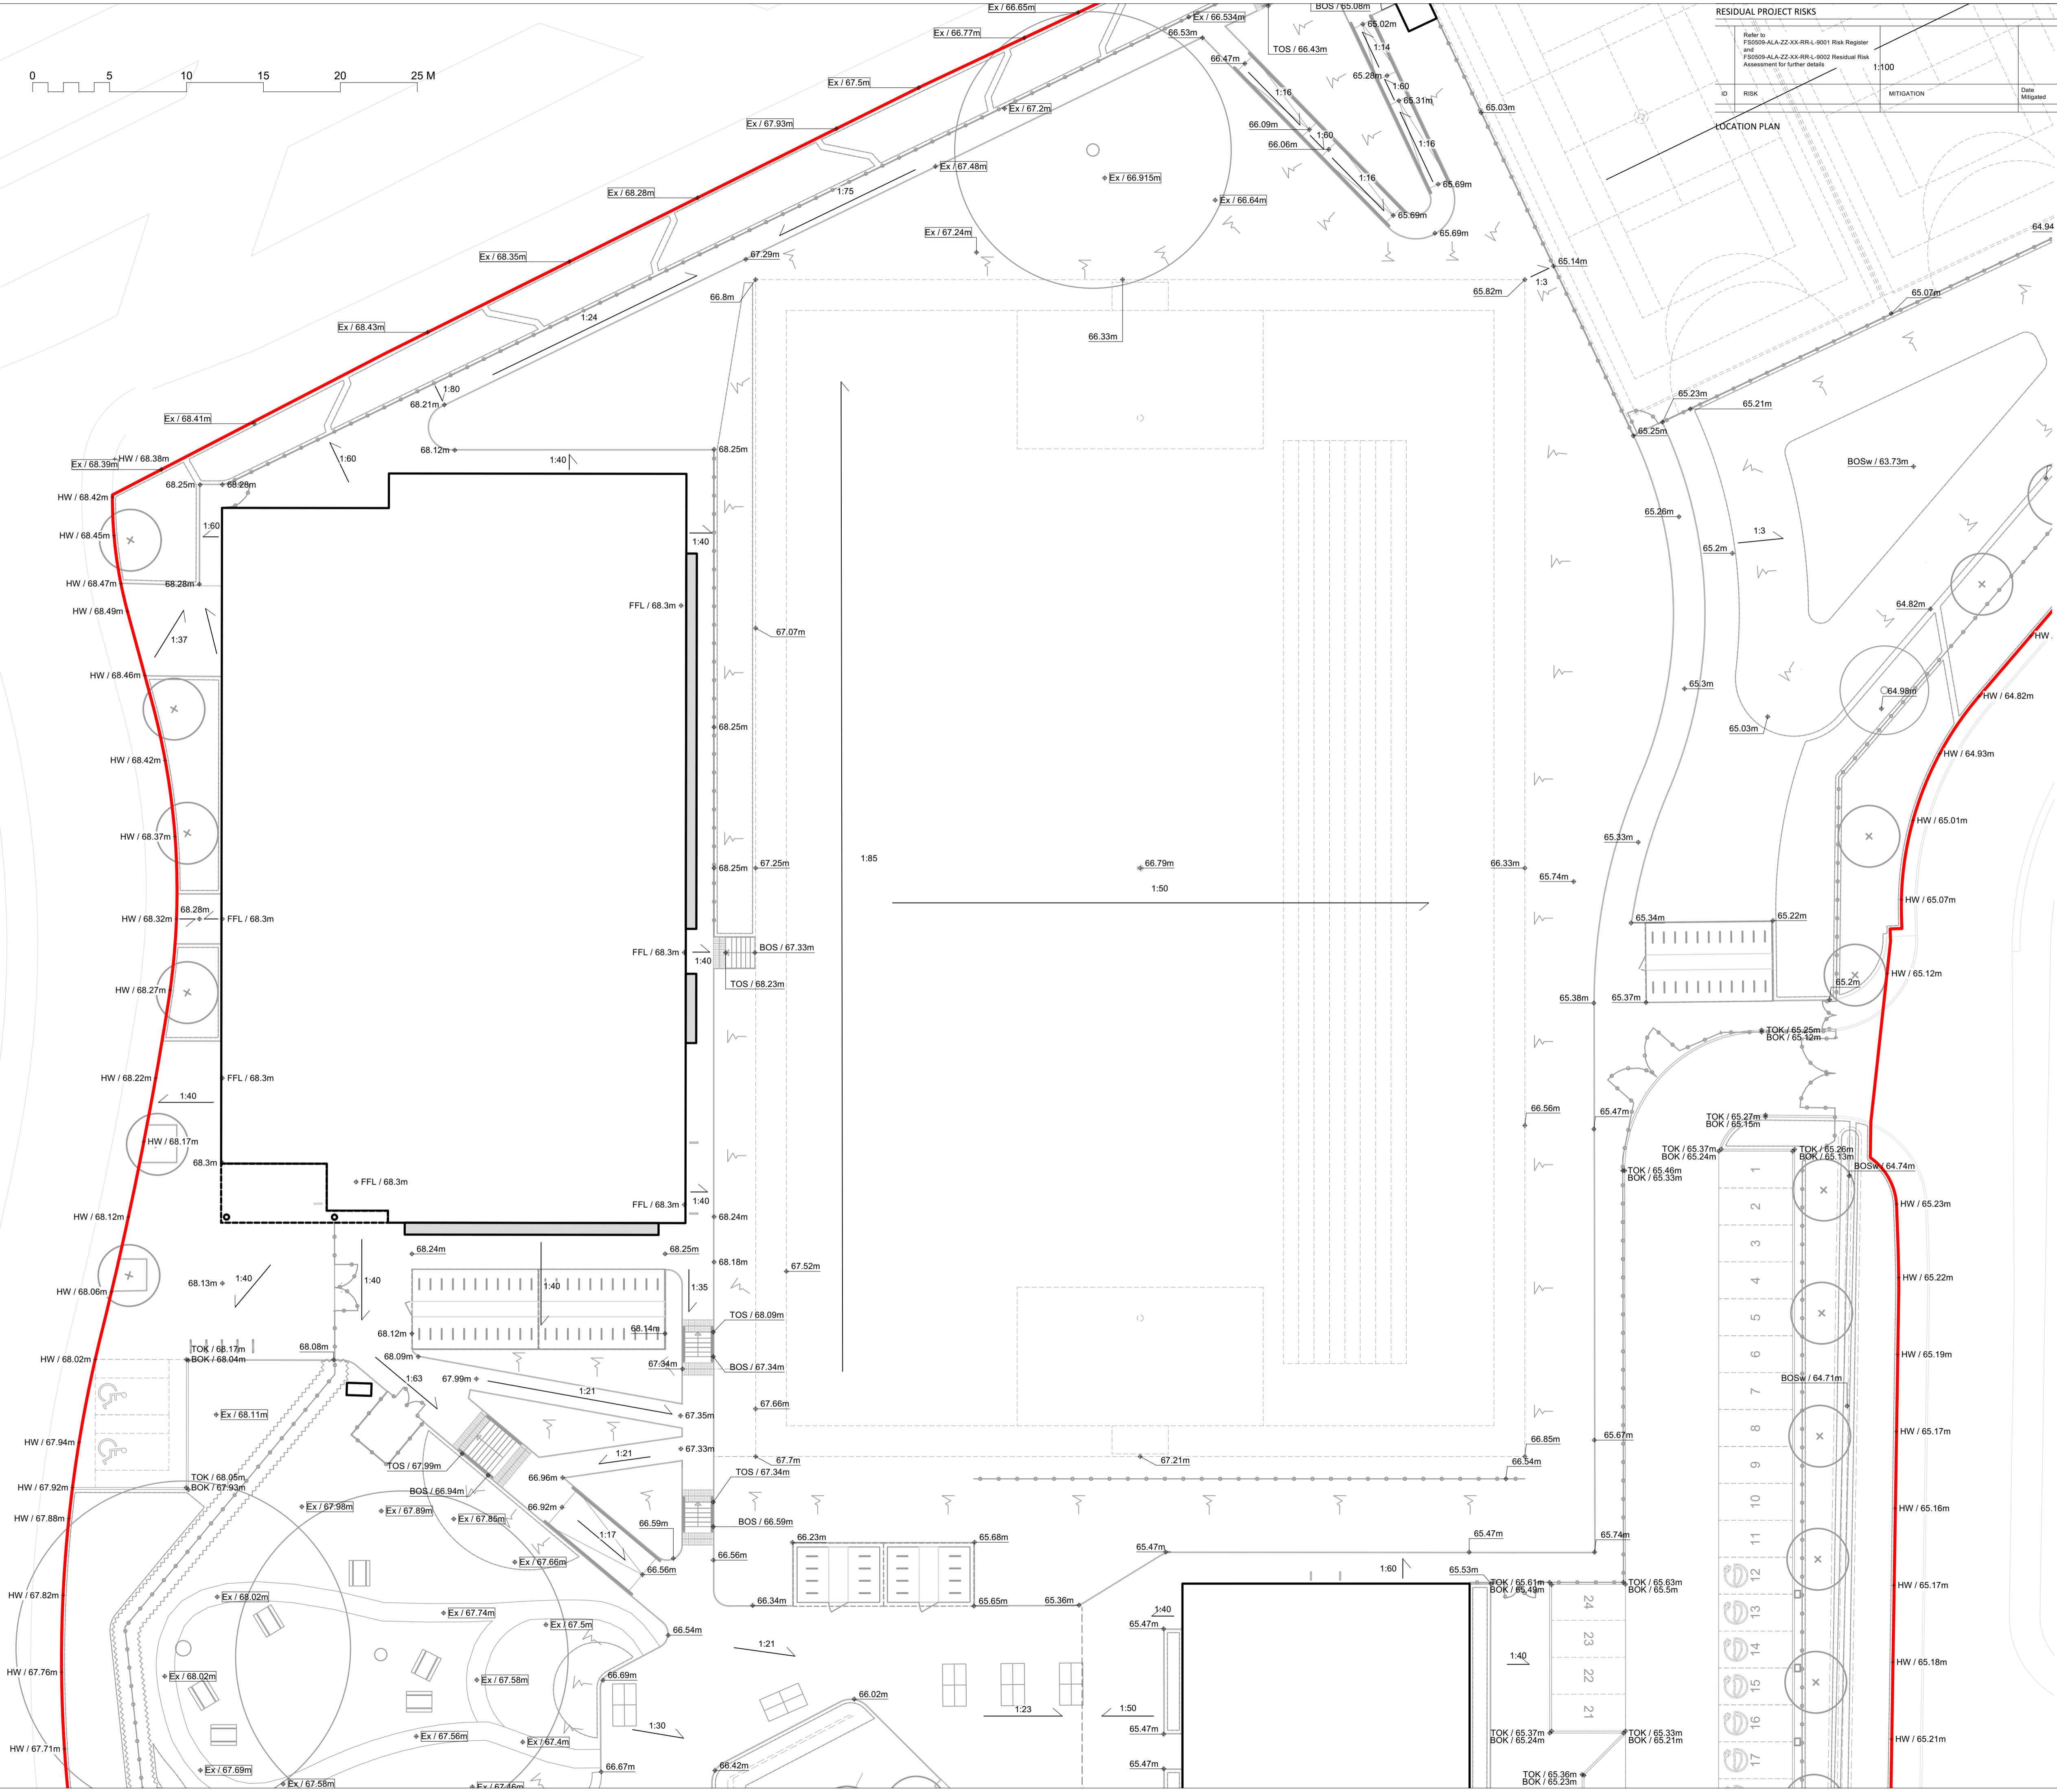 Ex / 66.65m
BOS / 65.08m
RESIDUAL PROJECT RISKS
Ex / 66.534m
65.02m
Ex / 66.77m
66.53m
Refer to
FS0509-ALA-ZZ-XX-RR-L-9001 Risk Register
and
FS0509-ALA-ZZ-XX-RR-L-9002 Residual Risk
Assessment for further details
TOS / 66.43m
1:14
66.47m
1:100
0 5 10 15 20 25 M
65.28m
Ex / 67.5m
1:60
1:16
ID RISK MITIGATION Date Mitigated
65.31m
Ex / 67.2m
65.03m
Ex / 67.93m
66.09m
LOCATION PLAN
1:60
1:16
66.06m
Ex / 67.48m
1:16
Ex / 66.915m
65.69m
Ex / 68.28m
1:75
Ex / 66.64m
65.69m
64.94
Ex / 67.24m
65.69m
Ex / 68.35m
67.29m
65.14m
1:3
66.8m
65.82m
65.07m
1:24
Ex / 68.43m
66.33m
1:80
65.23m
68.21m
65.21m
Ex / 68.41m
65.25m
68.12m
68.25m
HW / 68.38m
1:60
1:40
Ex / 68.39m
BOSw / 63.73m
68.25m
68.28m
HW / 68.42m
65.26m
1:60
HW / 68.45m
1:40
1:3
65.2m
HW / 68.47m
68.28m
FFL / 68.3m
64.82m
HW / 68.49m
67.07m
1:37
HW .
HW / 68.46m
65.3m
64.98m
HW / 64.82m
68.25m
65.03m
HW / 64.93m
HW / 68.42m
HW / 65.01m
HW / 68.37m
65.33m
1:85
68.25m
67.25m
66.79m
66.33m
65.74m
1:50
HW / 65.07m
68.28m
HW / 68.32m
FFL / 68.3m
65.34m
65.22m
FFL / 68.3m
BOS / 67.33m
1:40
HW / 65.12m
TOS / 68.23m
65.2m
HW / 68.27m
65.38m
65.37m
TOK / 65.25m
BOK / 65.12m
HW / 68.22m
FFL / 68.3m
1:40
66.56m
65.47m
TOK / 65.27m
BOK / 65.15m
HW / 68.17m
TOK / 65.37m
BOK / 65.24m
TOK / 65.26m
BOK / 65.13m
68.3m
BOSw / 64.74m
TOK / 65.46m
BOK / 65.33m
1
FFL / 68.3m
1:40
FFL / 68.3m
HW / 65.23m
2
HW / 68.12m
68.24m
3
68.24m
68.25m
68.18m
67.52m
1:40
1:40
1:40
1:35
HW / 65.22m
68.13m
4
HW / 68.06m
TOS / 68.09m
5
68.12m
68.14m
68.08m
TOK / 68.17m
BOK / 68.04m
HW / 68.02m
68.09m
67.34m
BOS / 67.34m
HW / 65.19m
6
1:63
67.99m
BOSw / 64.71m
1:21
7
Ex / 68.11m
67.35m
67.66m
8
HW / 65.17m
HW / 67.94m
67.33m
66.85m
65.67m
1:21
67.7m
67.21m
66.54m
TOS / 67.99m
9
TOK / 68.05m
BOK / 67.93m
66.96m
TOS / 67.34m
HW / 67.92m
BOS / 66.94m
10
Ex / 67.98m
Ex / 67.89m
66.92m
HW / 65.16m
HW / 67.88m
Ex / 67.85m
66.59m
BOS / 66.59m
1:17
66.23m
65.68m
65.47m
65.47m
65.74m
11
Ex / 67.66m
66.56m
66.56m
1:60
65.53m
12
TOK / 65.61m
BOK / 65.49m
TOK / 65.63m
BOK / 65.5m
HW / 65.17m
HW / 67.82m
Ex / 68.02m
66.34m
65.65m
65.36m
24
13
Ex / 67.74m
1:40
Ex / 67.5m
65.47m
66.54m
23
14
1:21
1:40
HW / 65.18m
HW / 67.76m
Ex / 68.02m
Ex / 67.58m
66.69m
22
15
66.02m
1:23
1:50
21
16
1:30
65.47m
TOK / 65.37m
BOK / 65.24m
TOK / 65.33m
BOK / 65.21m
Ex / 67.56m
Ex / 67.4m
HW / 65.21m
HW / 67.71m
17
Ex / 67.69m
66.67m
66.42m
65.47m
TOK / 65.36m
BOK / 65.23m
Ex / 67.58m
Ex / 67.46m